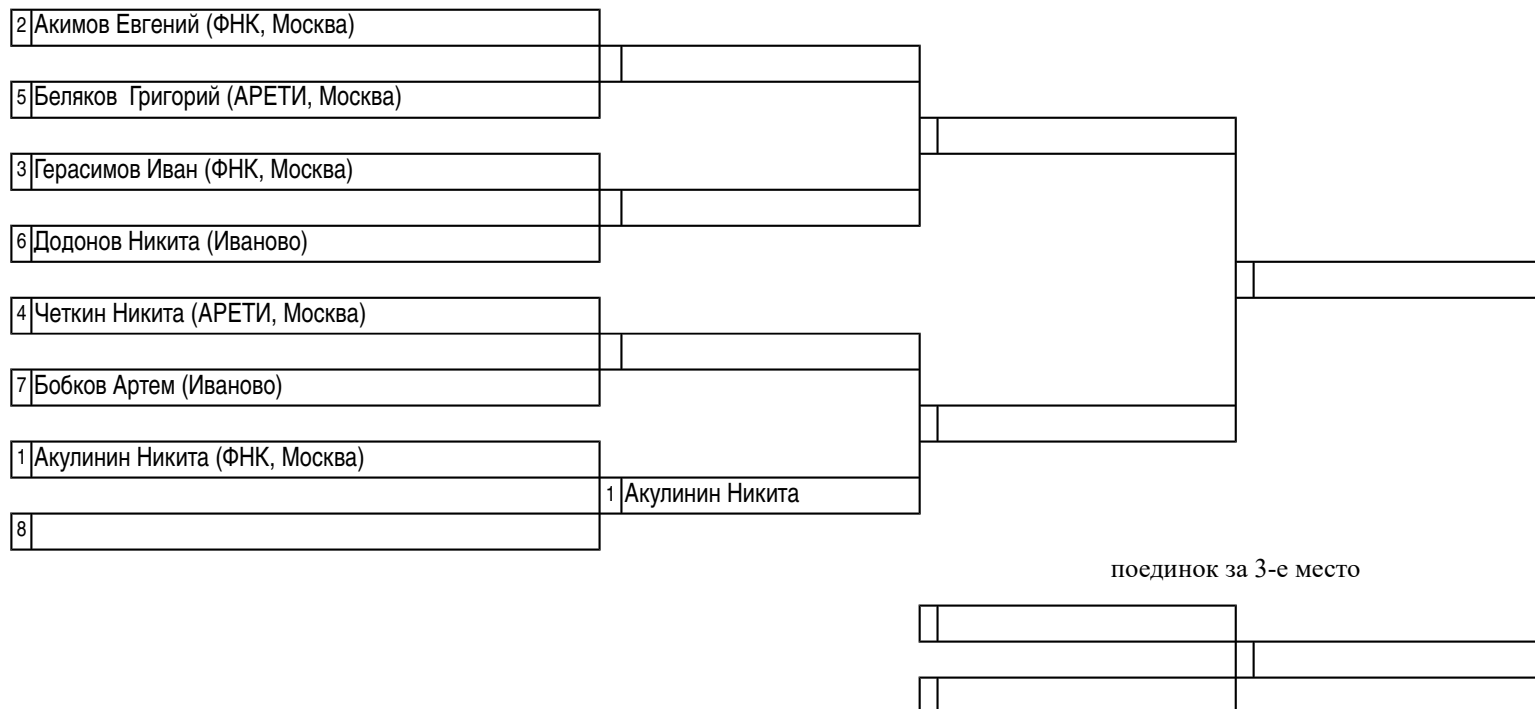 2 Акимов Евгений (ФНК, Москва)
5 Беляков Григорий (АРЕТИ, Москва)
3 Герасимов Иван (ФНК, Москва)
6 Додонов Никита (Иваново)
4 Четкин Никита (АРЕТИ, Москва)
7 Бобков Артем (Иваново)
1 Акулинин Никита (ФНК, Москва)
1 Акулинин Никита
8
поединок за 3-е место